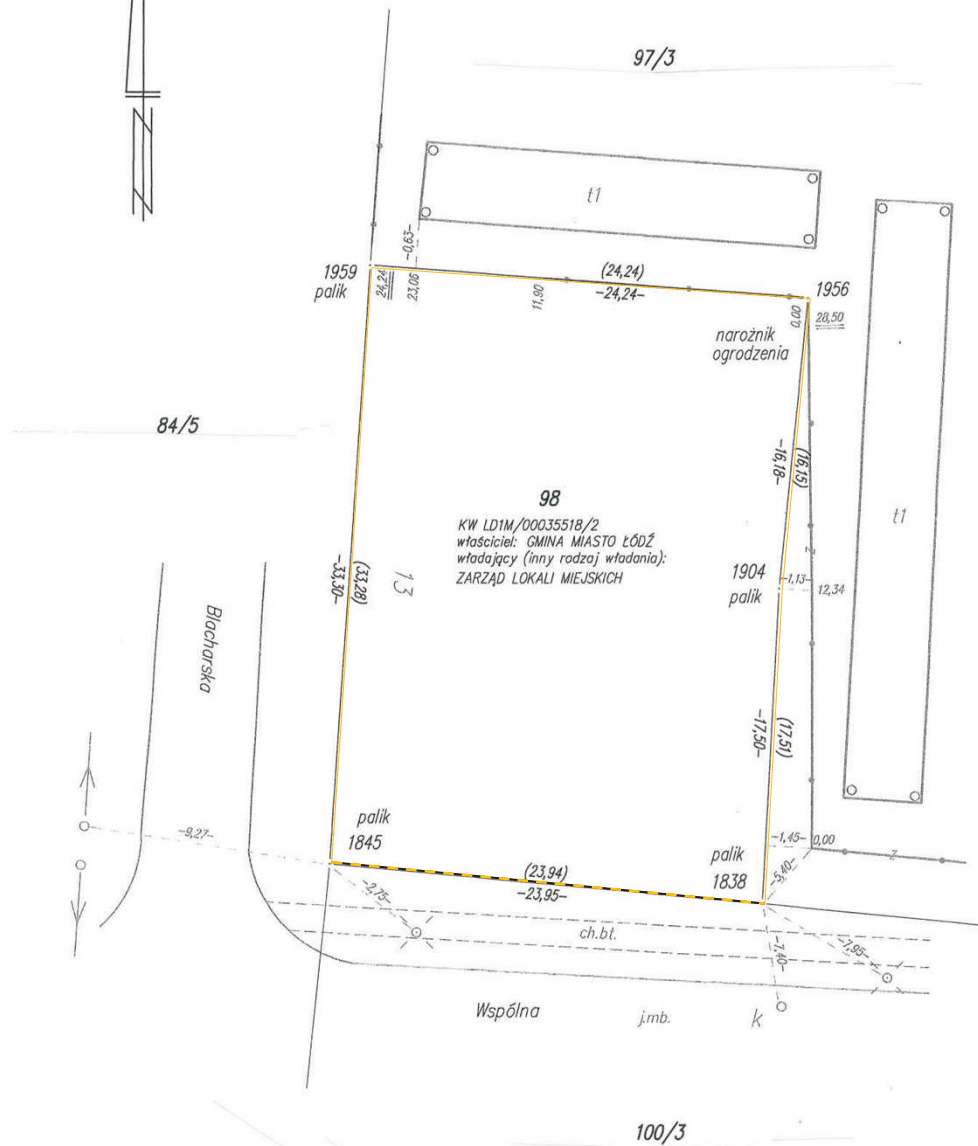 97/3
t1
-0,63-
1959
palik
24,24
23,06
11,90
(24,24)
-24,24-
0,00
1956
28,50
narożnik
ogrodzenia
84/5
-16,18-
(16,15)
98
KW LD1M/00035518/2
właściciel: GMINA MIASTO ŁÓDŹ
władający (inny rodzaj władania):
ZARZĄD LOKALI MIEJSKICH
t1
z
(33,28)
-33,30-
13
1904
palik
-1,13-
12,34
Blacharska
-17,50-
(17,51)
-9,27-
palik
1845
-1,45-
0,00
z
palik
1838
-5,40-
(23,94)
-23,95-
-2,75-
ch.bt.
-7,40-
-7,95-
Wspólna
j.mb.
k
100/3